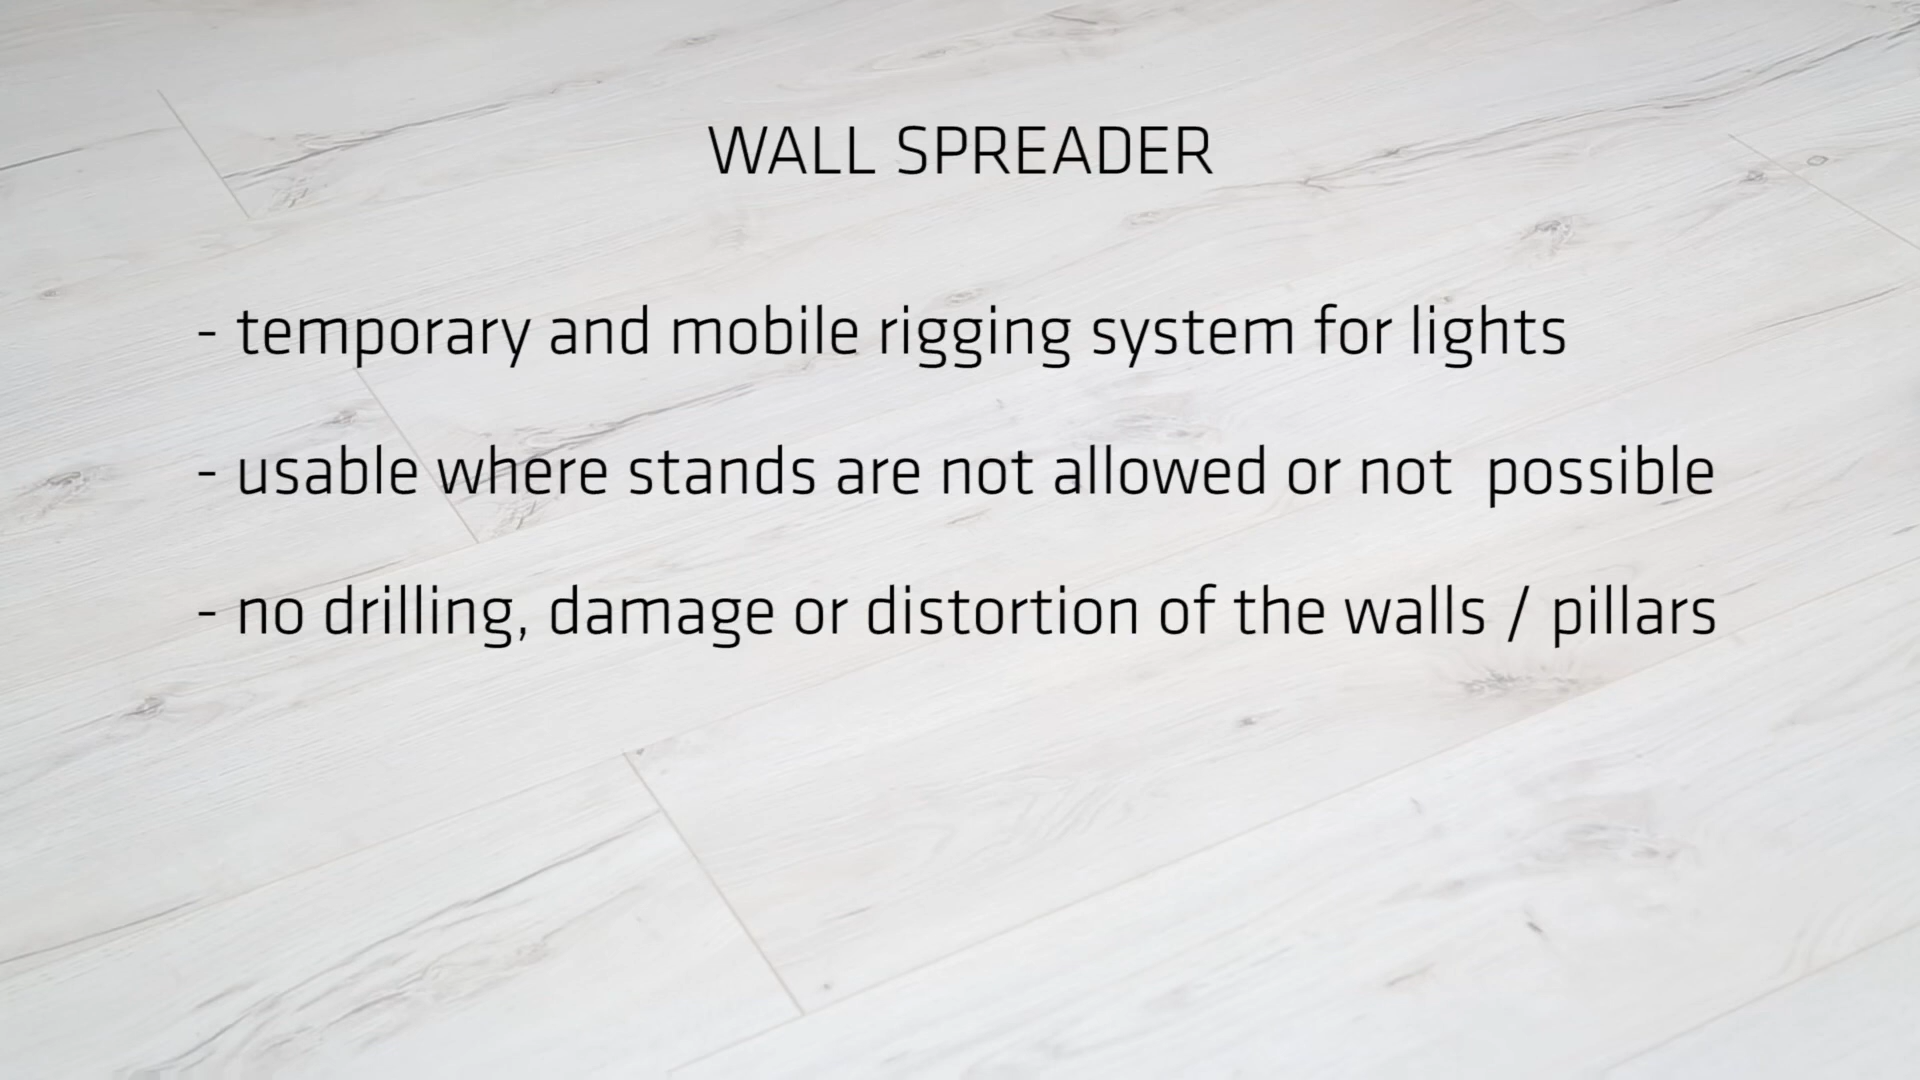 WALL SPREADER
- temporary and mobile rigging system for lights
- usable where stands are not allowed or not  possible
- no drilling, damage or distortion of the walls / pillars